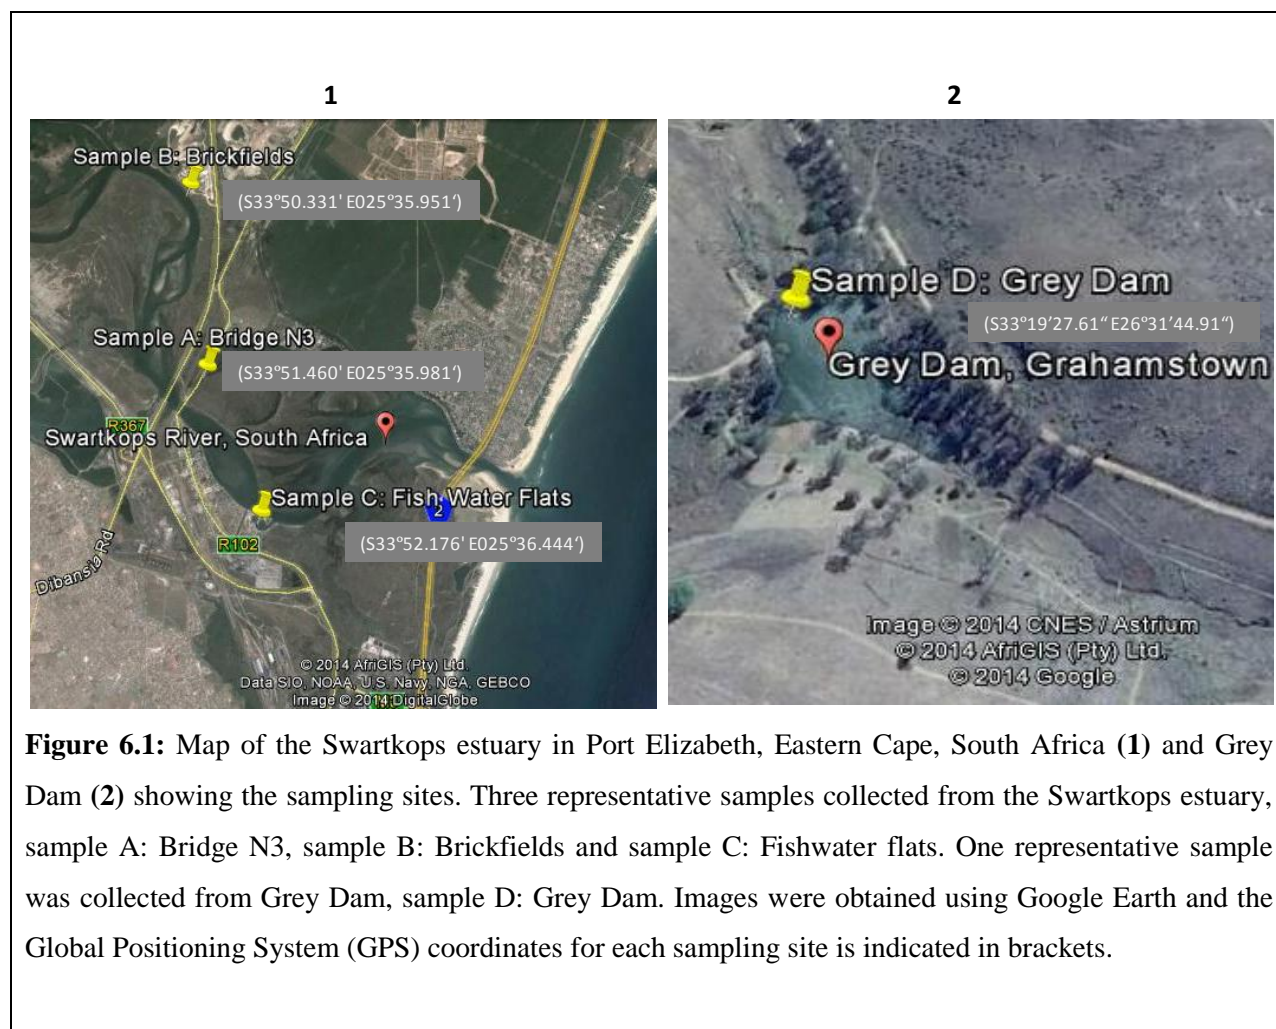 1
2
Sample B: Brickfields
(S33°50.331' E025°35.951‘)
Sample A: Bridge N3
(S33°51.460' E025°35.981‘)
R367
Swartkops River, South Africa
Sample C: Fish Water Flats
2
(S33°52.176' E025°36.444‘)
R102
Dibansia Rd
© 2014 AfriGIS (Pty) Ltd.
Data SIO, NOAA, U.S. Navy, NGA, GEBCO
Image © 2014 DigitalGlobe
Sample D: Grey Dam
(S33°19’27.61“ E26°31’44.91“)
Grey Dam, Grahamstown
Image © 2014 CNES / Astrium
© 2014 AfriGIS (Pty) Ltd.
© 2014 Google
Figure 6.1: Map of the Swartkops estuary in Port Elizabeth, Eastern Cape, South Africa (1) and Grey
Dam (2) showing the sampling sites. Three representative samples collected from the Swartkops estuary,
sample A: Bridge N3, sample B: Brickfields and sample C: Fishwater flats. One representative sample
was collected from Grey Dam, sample D: Grey Dam. Images were obtained using Google Earth and the
Global Positioning System (GPS) coordinates for each sampling site is indicated in brackets.